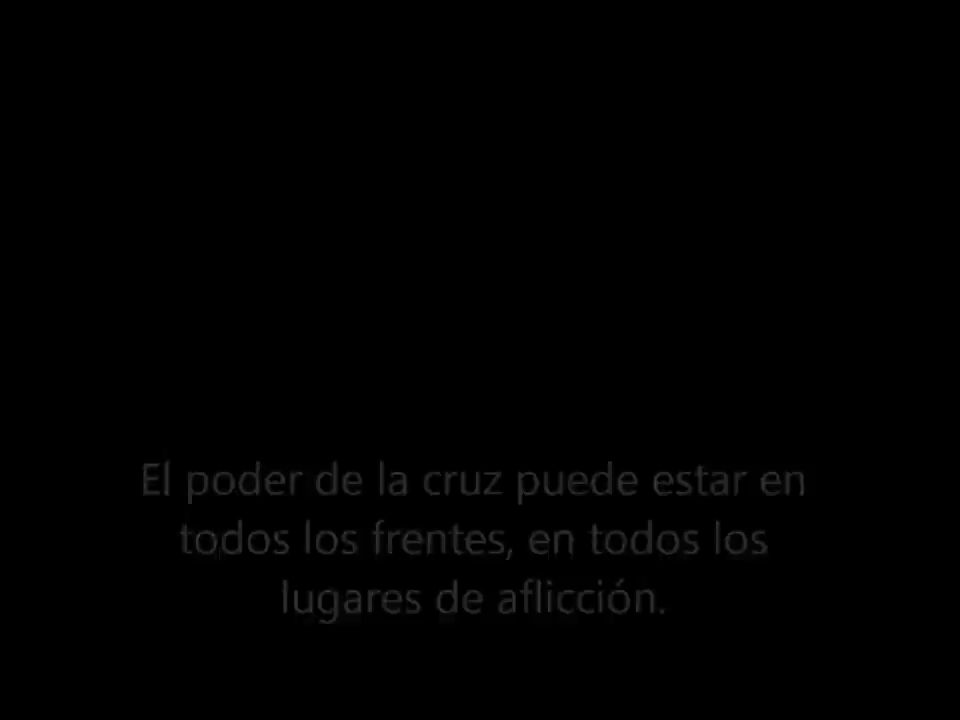 El poder de la cruz puede estar en
todos los frentes, en todos los
lugares de aflicción.